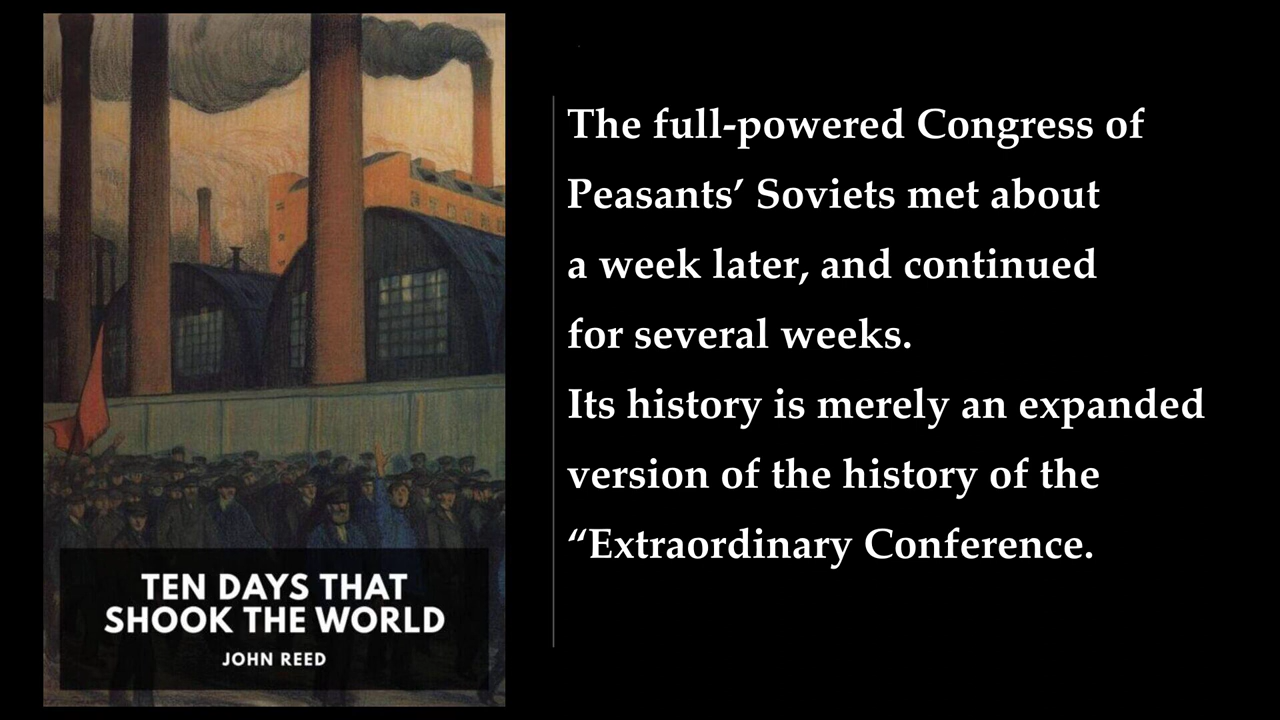 TEN DAYS THAT
SHOOK THE WORLD
JOHN REED
The full-powered Congress of
Peasants’ Soviets met about
a week later, and continued
for several weeks.
Its history is merely an expanded
version of the history of the
“Extraordinary Conference.